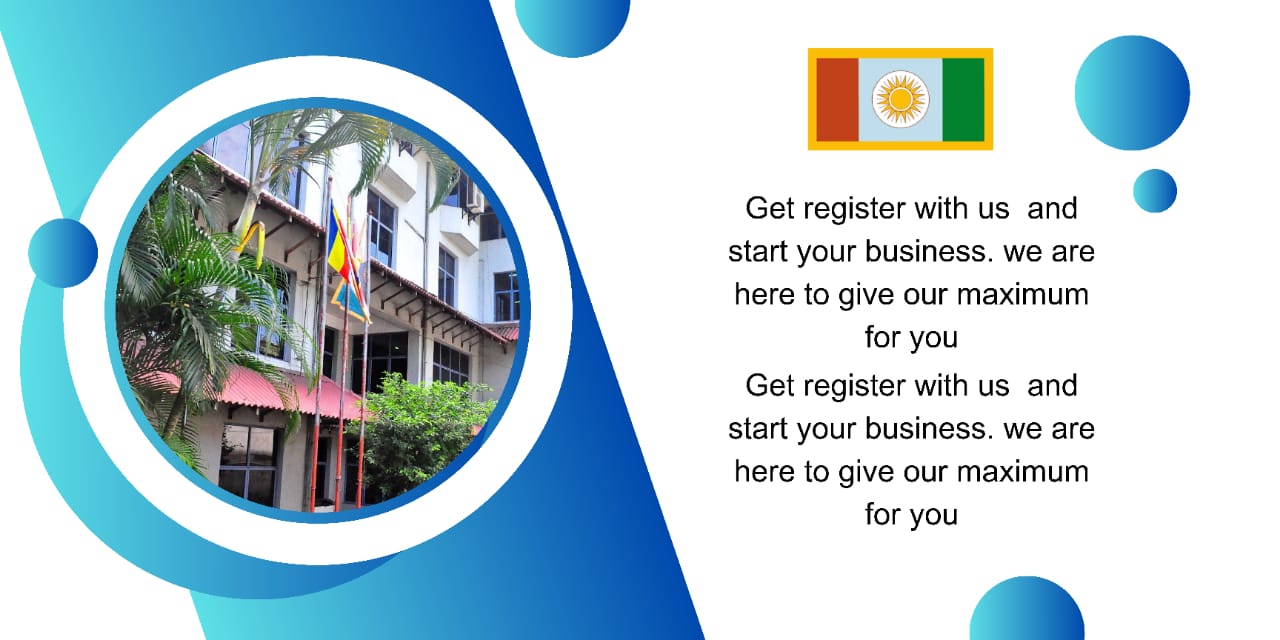 Get register with us  and
start your business. we are
here to give our maximum
for you
Get register with us  and
start your business. we are
here to give our maximum
for you